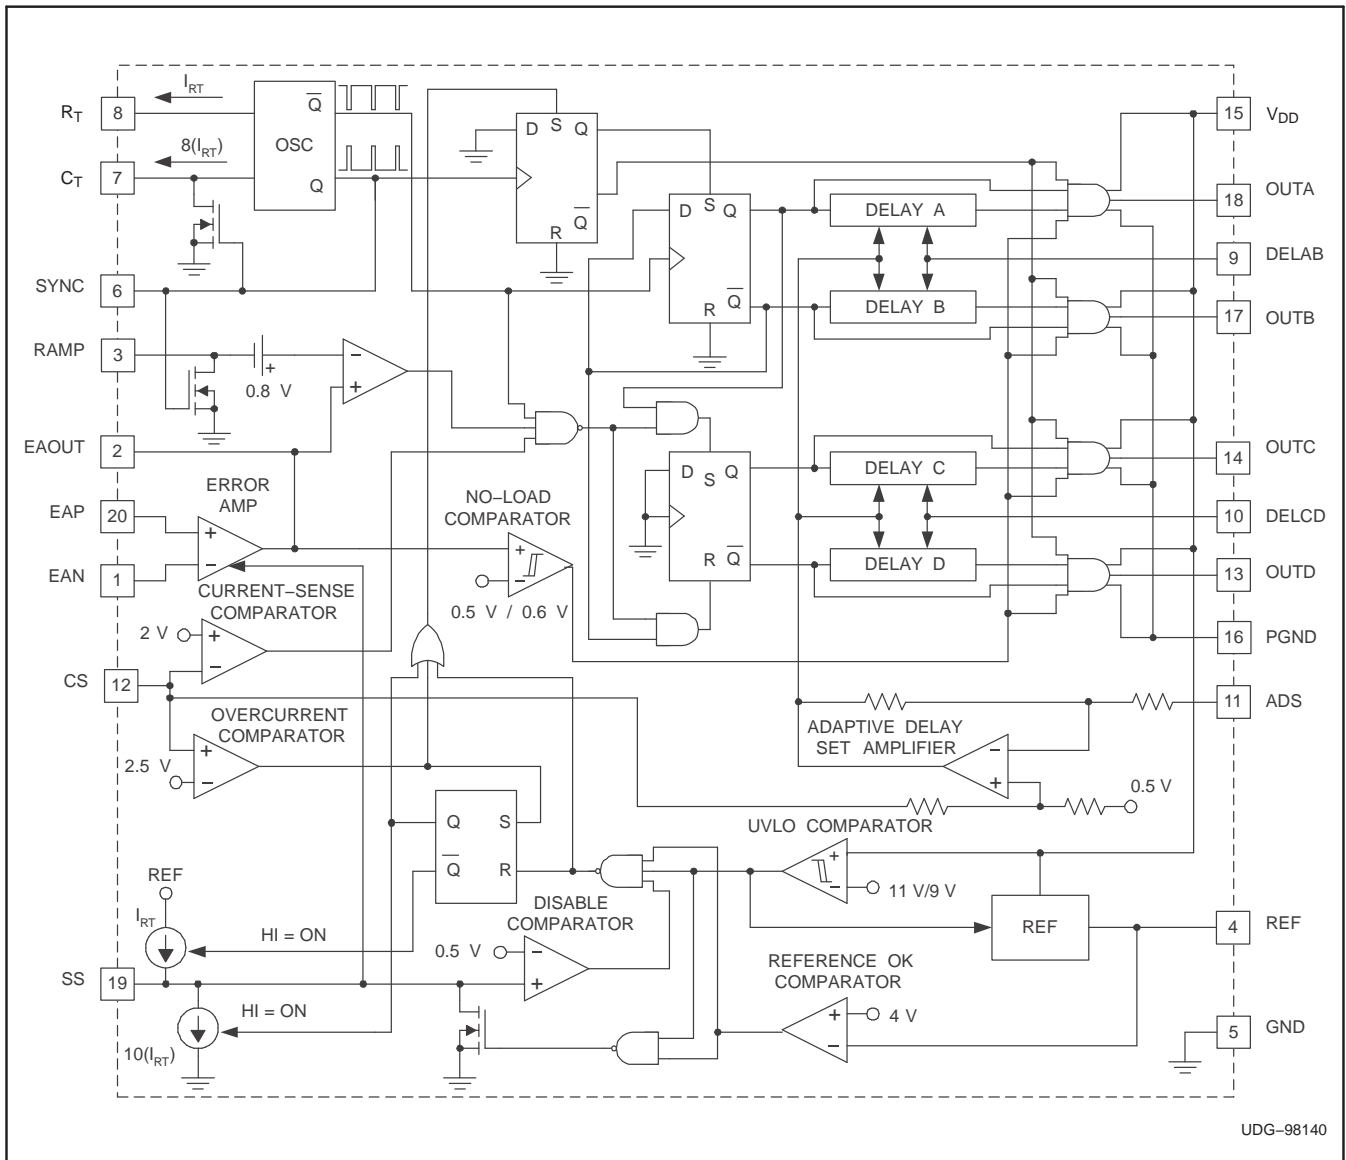 I_RT
R_T
8
OSC
Q̅
Q
8(I_RT)
C_T
7
SYNC
6
RAMP
3
0.8 V
+
−
+
EAOUT
2
ERROR
AMP
EAP
20
+
−
EAN
1
CURRENT−SENSE
COMPARATOR
2 V
+
−
CS
12
OVERCURRENT
COMPARATOR
2.5 V
+
−
NO−LOAD
COMPARATOR
+
−
0.5 V / 0.6 V
D S Q
Q̅
R
D S Q
Q̅
R
D S Q
R Q̅
DELAY A
DELAY B
DELAY C
DELAY D
15
V_DD
18
OUTA
9
DELAB
17
OUTB
14
OUTC
10
DELCD
13
OUTD
16
PGND
11
ADS
ADAPTIVE DELAY
SET AMPLIFIER
−
+
0.5 V
UVLO COMPARATOR
+
−
11 V/9 V
Q S
Q̅ R
REF
I_RT
HI = ON
DISABLE
COMPARATOR
0.5 V
−
+
SS
19
HI = ON
10(I_RT)
REF
4
REF
REFERENCE OK
COMPARATOR
+
4 V
−
5
GND
UDG−98140